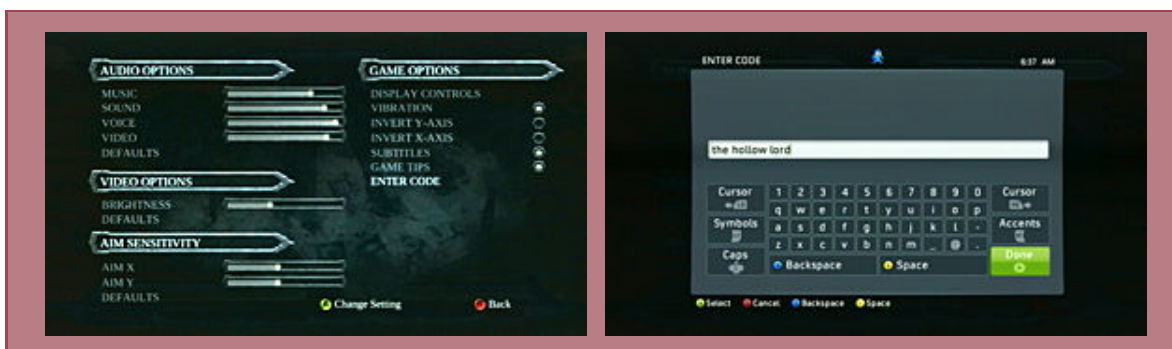 AUDIO OPTIONS
MUSIC
SOUND
VOICE
VIDEO
DEFAULTS
VIDEO OPTIONS
BRIGHTNESS
DEFAULTS
AIM SENSITIVITY
AIM X
AIM Y
DEFAULTS
GAME OPTIONS
DISPLAY CONTROLS
VIBRATION
INVERT Y-AXIS
INVERT X-AXIS
SUBTITLES
GAME TIPS
ENTER CODE
A Change Setting B Back
ENTER CODE 6:37 AM
the hollow lord
Cursor 1 2 3 4 5 6 7 8 9 0 Cursor
q w e r t y u i o p
Symbols a s d f g h j k l - Accents
z x c v b n m _ @ .
Caps Backspace Space Done
Select Cancel Backspace Space